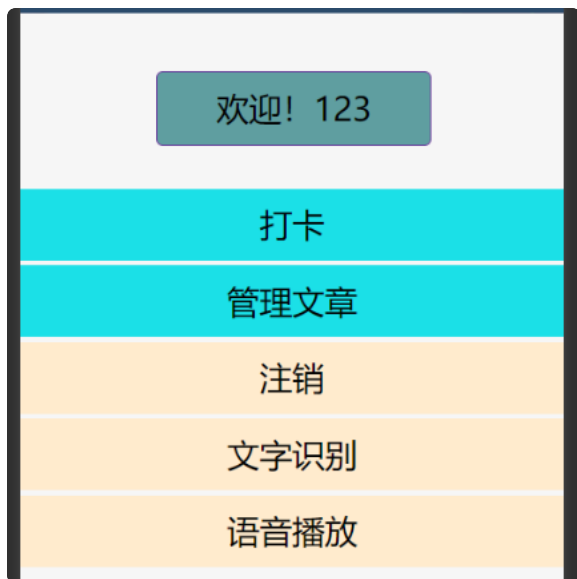 欢迎！123
打卡
管理文章
注销
文字识别
语音播放